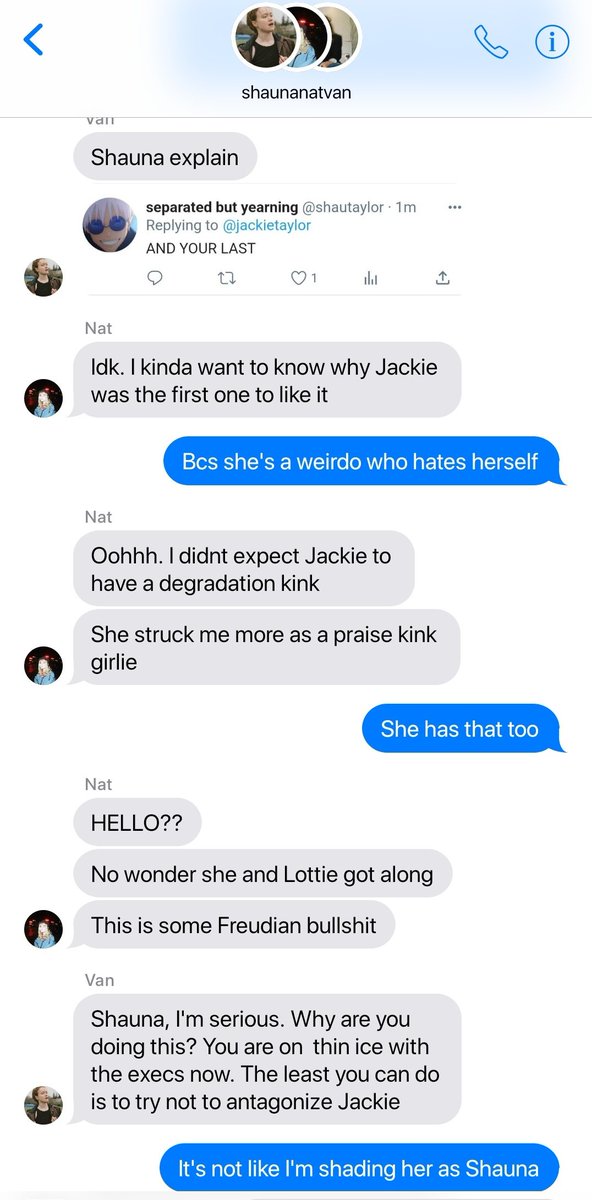 shaunanatvan
Van
Shauna explain
separated but yearning @shautaylor · 1m
Replying to @jackietaylor
AND YOUR LAST
1
Nat
Idk. I kinda want to know why Jackie
was the first one to like it
Bcs she's a weirdo who hates herself
Nat
Oohhh. I didnt expect Jackie to
have a degradation kink
She struck me more as a praise kink
girlie
She has that too
Nat
HELLO??
No wonder she and Lottie got along
This is some Freudian bullshit
Van
Shauna, I'm serious. Why are you
doing this? You are on  thin ice with
the execs now. The least you can do
is to try not to antagonize Jackie
It's not like I'm shading her as Shauna